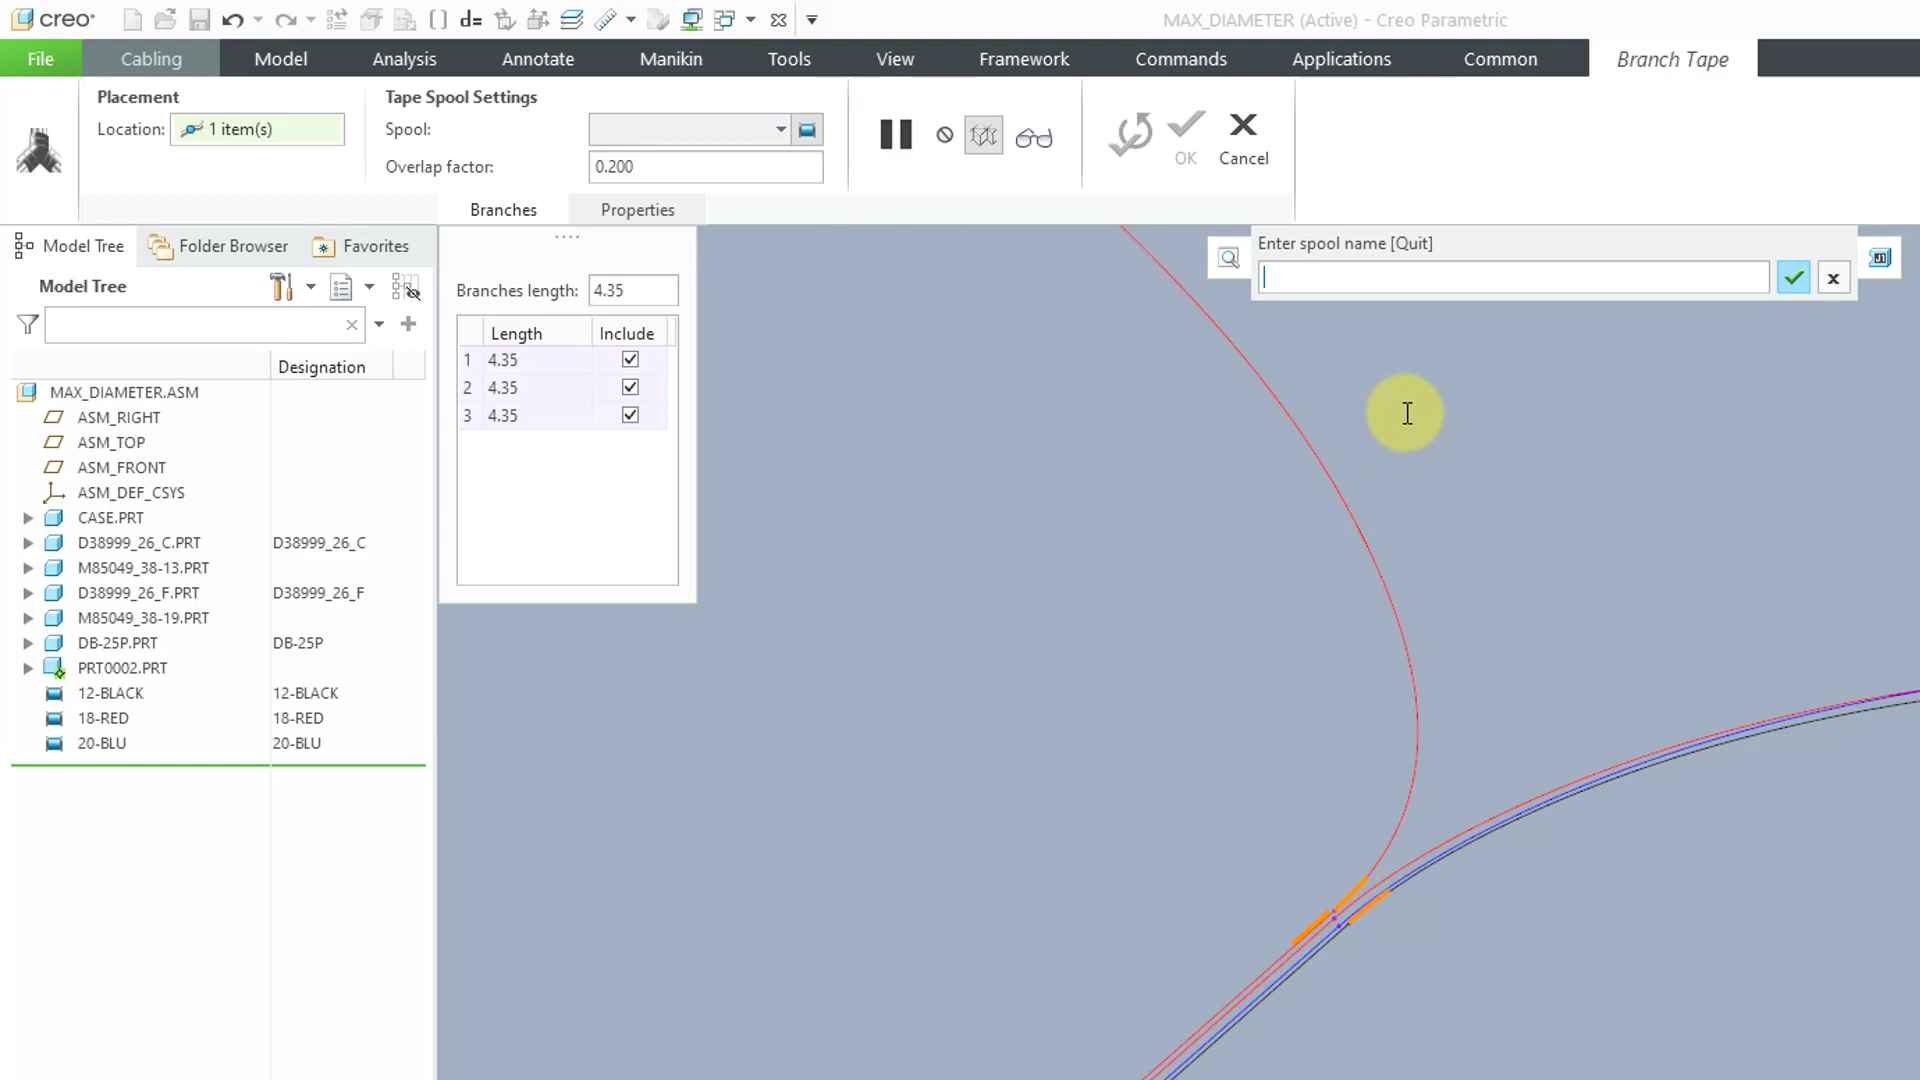 creo
d=
MAX_DIAMETER (Active) - Creo Parametric
File
Cabling
Model
Analysis
Annotate
Manikin
Tools
View
Framework
Commands
Applications
Common
Branch Tape
Placement
Location:
1 item(s)
Tape Spool Settings
Spool:
Overlap factor:
0.200
OK
Cancel
Branches
Properties
Model Tree
Folder Browser
Favorites
Model Tree
Designation
MAX_DIAMETER.ASM
ASM_RIGHT
ASM_TOP
ASM_FRONT
ASM_DEF_CSYS
CASE.PRT
D38999_26_C.PRT D38999_26_C
M85049_38-13.PRT
D38999_26_F.PRT D38999_26_F
M85049_38-19.PRT
DB-25P.PRT DB-25P
PRT0002.PRT
12-BLACK 12-BLACK
18-RED 18-RED
20-BLU 20-BLU
Branches length: 4.35
Length Include
1 4.35
2 4.35
3 4.35
Enter spool name [Quit]